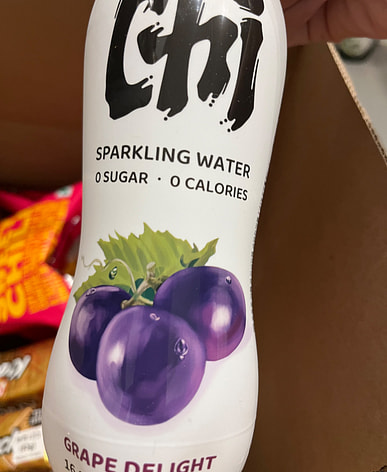 Chi
SPARKLING WATER
0 SUGAR · 0 CALORIES
GRAPE DELIGHT